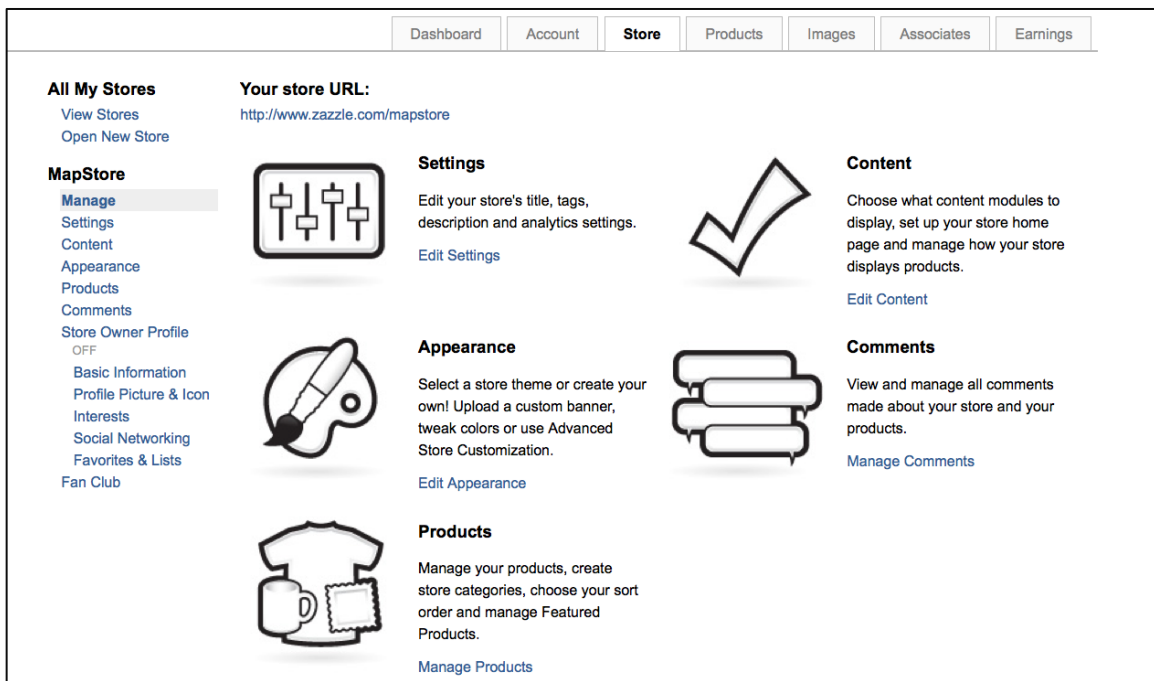 Dashboard
Account
Store
Products
Images
Associates
Earnings
All My Stores
View Stores
Open New Store
MapStore
Manage
Settings
Content
Appearance
Products
Comments
Store Owner Profile
OFF
Basic Information
Profile Picture & Icon
Interests
Social Networking
Favorites & Lists
Fan Club
Your store URL:
http://www.zazzle.com/mapstore
Settings
Edit your store's title, tags,
description and analytics settings.
Edit Settings
Content
Choose what content modules to
display, set up your store home
page and manage how your store
displays products.
Edit Content
Appearance
Select a store theme or create your
own! Upload a custom banner,
tweak colors or use Advanced
Store Customization.
Edit Appearance
Comments
View and manage all comments
made about your store and your
products.
Manage Comments
Products
Manage your products, create
store categories, choose your sort
order and manage Featured
Products.
Manage Products